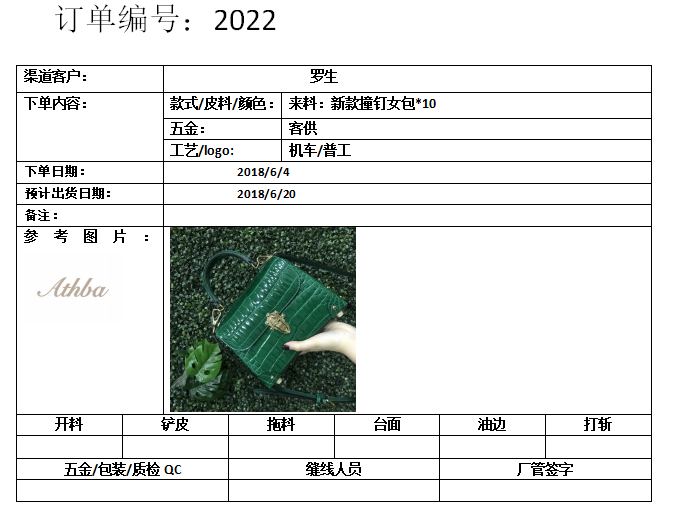 订单编号：2022
渠道客户： 罗生
下单内容： 款式/皮料/颜色： 来料：新款撞钉女包*10
五金： 客供
工艺/logo: 机车/普工
下单日期： 2018/6/4
预计出货日期： 2018/6/20
备注：
参考图片：
Athba
开料 铲皮 拖料 台面 油边 打斩
五金/包装/质检 QC 缝线人员 厂管签字